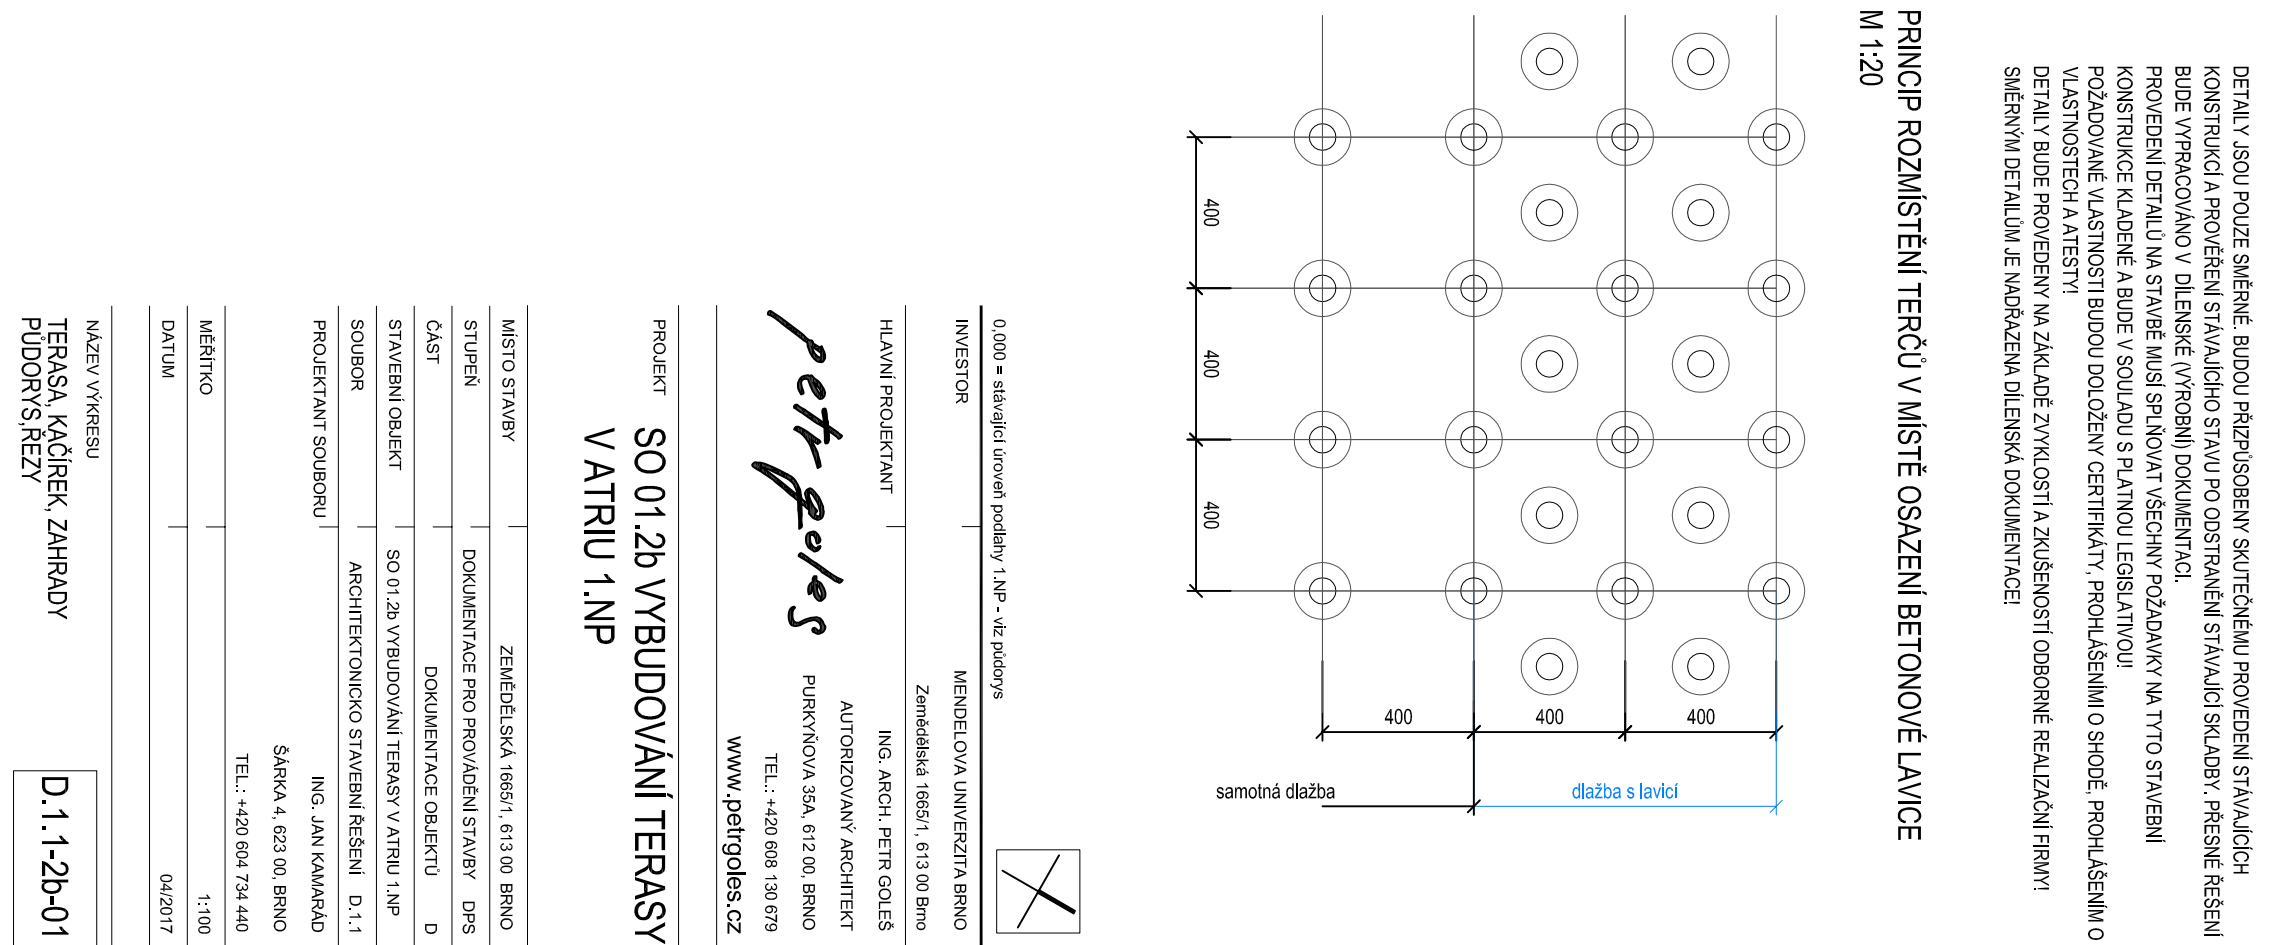 DETAILY JSOU POUZE SMĚRNÉ. BUDOU PŘIZPŮSOBENY SKUTEČNÉMU PROVEDENÍ STÁVAJÍCÍCH
KONSTRUKCÍ A PROVĚŘENÍ STÁVAJÍCÍHO STAVU PO ODSTRANĚNÍ STÁVAJÍCÍ SKLADBY. PŘESNÉ ŘEŠENÍ
BUDE VYPRACOVÁNO V DÍLENSKÉ (VÝROBNÍ) DOKUMENTACI.
PROVEDENÍ DETAILŮ NA STAVBĚ MUSÍ SPLŇOVAT VŠECHNY POŽADAVKY NA TYTO STAVEBNÍ
KONSTRUKCE KLADENÉ A BUDE V SOULADU S PLATNOU LEGISLATIVOU!
POŽADOVANÉ VLASTNOSTI BUDOU DOLOŽENY CERTIFIKÁTY, PROHLÁŠENÍMI O SHODĚ, PROHLÁŠENÍM O
VLASTNOSTECH A ATESTY!
DETAILY BUDE PROVEDENY NA ZÁKLADĚ ZVYKLOSTÍ A ZKUŠENOSTÍ ODBORNÉ REALIZAČNÍ FIRMY!
SMĚRNÝM DETAILŮM JE NADŘAZENA DÍLENSKÁ DOKUMENTACE!
PRINCIP ROZMÍSTĚNÍ TERČŮ V MÍSTĚ OSAZENÍ BETONOVÉ LAVICE
M 1:20
400
400
400
400
400
400
samotná dlažba
dlažba s lavicí
0,000 = stávající úroveň podlahy 1.NP - viz půdorys
INVESTOR
MENDELOVA UNIVERZITA BRNO
Zemědělská 1665/1, 613 00 Brno
HLAVNÍ PROJEKTANT
ING. ARCH. PETR GOLEŠ
AUTORIZOVANÝ ARCHITEKT
PURKYŇOVA 35A, 612 00, BRNO
TEL.: +420 608 130 679
www.petrgoles.cz
petr goles
PROJEKT
SO 01.2b VYBUDOVÁNÍ TERASY
V ATRIU 1.NP
MÍSTO STAVBY
ZEMĚDĚLSKÁ 1665/1, 613 00 BRNO
STUPEŇ
DOKUMENTACE PRO PROVÁDĚNÍ STAVBY DPS
ČÁST
DOKUMENTACE OBJEKTŮ D
STAVEBNÍ OBJEKT
SO 01.2b VYBUDOVÁNÍ TERASY V ATRIU 1.NP
SOUBOR
ARCHITEKTONICKO STAVEBNÍ ŘEŠENÍ D.1.1
PROJEKTANT SOUBORU
ING. JAN KAMARÁD
ŠÁRKA 4, 623 00, BRNO
TEL.: +420 604 734 440
MĚŘÍTKO
1:100
DATUM
04/2017
NÁZEV VÝKRESU
TERASA, KAČÍREK, ZAHRADY
PŮDORYS,ŘEZY
D.1.1-2b-01